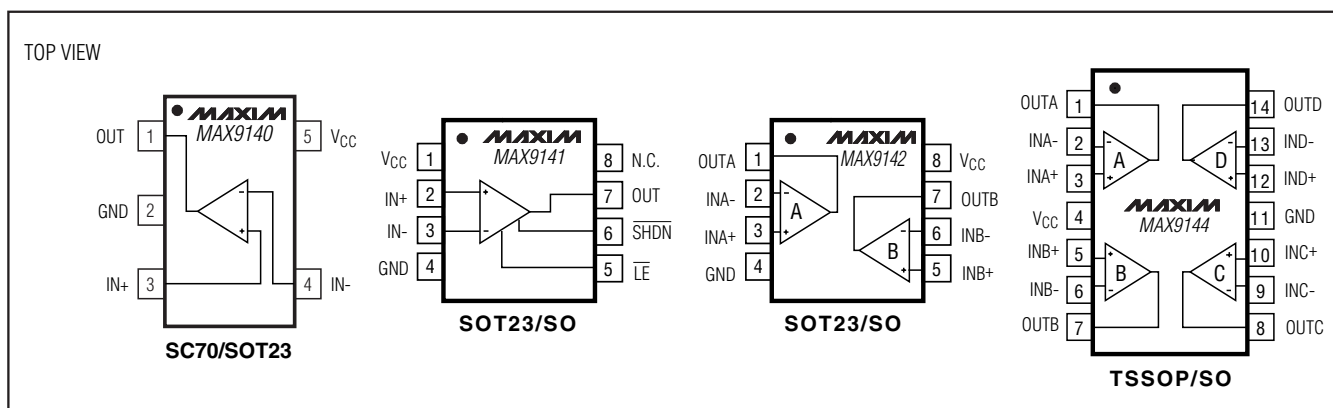 TOP VIEW
MAXIM
MAX9140
OUT 1
5 VCC
GND 2
IN+ 3
4 IN-
SC70/SOT23
MAXIM
MAX9141
VCC 1
8 N.C.
IN+ 2
+
7 OUT
IN- 3
-
6 SHDN
GND 4
5 LE
SOT23/SO
MAXIM
MAX9142
OUTA 1
8 VCC
INA- 2
-
A
7 OUTB
INA+ 3
+
B
-
6 INB-
GND 4
+
5 INB+
SOT23/SO
OUTA 1
14 OUTD
INA- 2
-
A
D
-
13 IND-
INA+ 3
+
+
12 IND+
VCC 4
MAXIM
MAX9144
11 GND
INB+ 5
+
B
C
+
10 INC+
INB- 6
-
-
9 INC-
OUTB 7
8 OUTC
TSSOP/SO